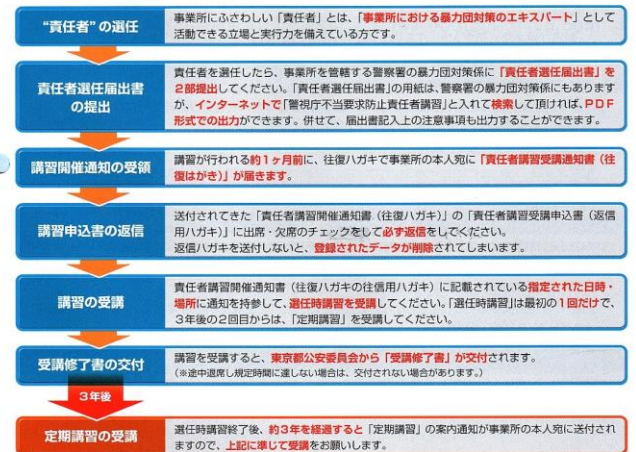 "責任者"の選任
事業所にふさわしい「責任者」とは、「事業所における暴力団対策のエキスパート」として
活動できる立場と実行力を備えている方です。
責任者選任届出書
の提出
責任者を選任したら、事業所を管轄する警察署の暴力団対策係に「責任者選任届出書」を
2部提出してください。「責任者選任届出書」の用紙は、警察署の暴力団対策係にもあります
が、インターネットで「警視庁不当要求防止責任者講習」と入れて検索して頂ければ、PDF
形式での出力ができます。併せて、届出書記入上の注意事項も出力することができます。
講習開催通知の受領
講習が行われる約1ヶ月前に、往復ハガキで事業所の本人宛に「責任者講習受講通知書（往
復はがき）」が届きます。
講習申込書の返信
送付されてきた「責任者講習開催通知書（往復ハガキ）」の「責任者講習受講申込書（返信
用ハガキ）」に出席・欠席のチェックをして必ず返信をしてください。
返信ハガキを送付しないと、登録されたデータが削除されてしまいます。
講習の受講
責任者講習開催通知書（往復ハガキの往信用ハガキ）に記載されている指定された日時・
場所に通知を持参して、選任時講習を受講してください。「選任時講習」は最初の1回だけで、
3年後の2回目からは、「定期講習」を受講してください。
受講修了書の交付
講習を受講すると、東京都公安委員会から「受講修了書」が交付されます。
（※途中退席し規定時間に達しない場合は、交付されない場合があります。）
3年後
定期講習の受講
選任時講習終了後、約3年を経過すると「定期講習」の案内通知が事業所の本人宛に送付され
ますので、上記に準じて受講をお願いします。